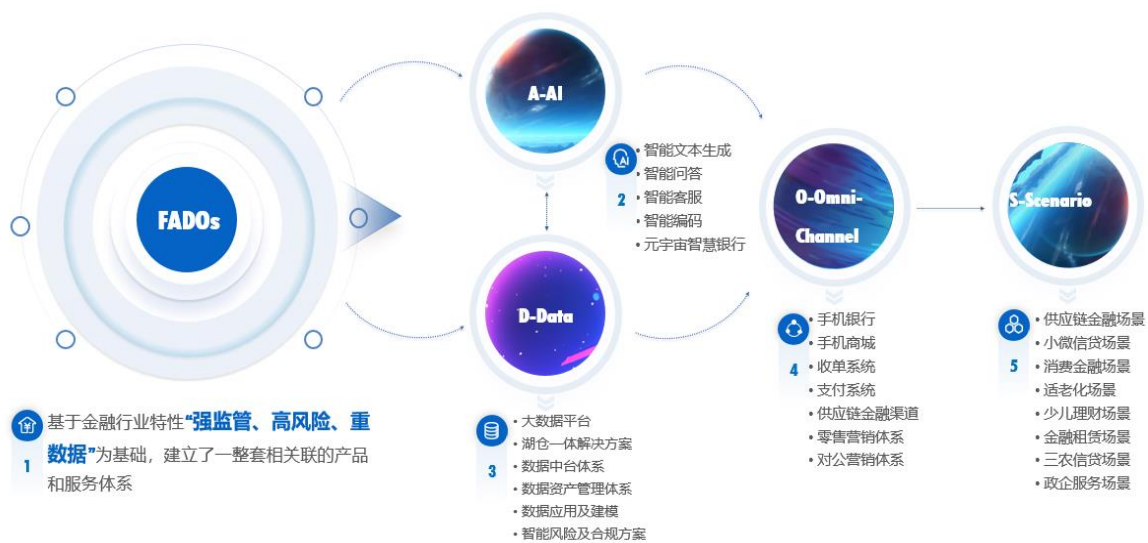 FADOs
1
基于金融行业特性“强监管、高风险、重
数据”为基础，建立了一整套相关联的产品
和服务体系
A-AI
AI
2
• 智能文本生成
• 智能问答
• 智能客服
• 智能编码
• 元宇宙智慧银行
D-Data
3
• 大数据平台
• 湖仓一体解决方案
• 数据中台体系
• 数据资产管理体系
• 数据应用及建模
• 智能风险及合规方案
O-Omni-
Channel
4
• 手机银行
• 手机商城
• 收单系统
• 支付系统
• 供应链金融渠道
• 零售营销体系
• 对公营销体系
S-Scenario
5
• 供应链金融场景
• 小微信贷场景
• 消费金融场景
• 适老化场景
• 少儿理财场景
• 金融租赁场景
• 三农信贷场景
• 政企服务场景